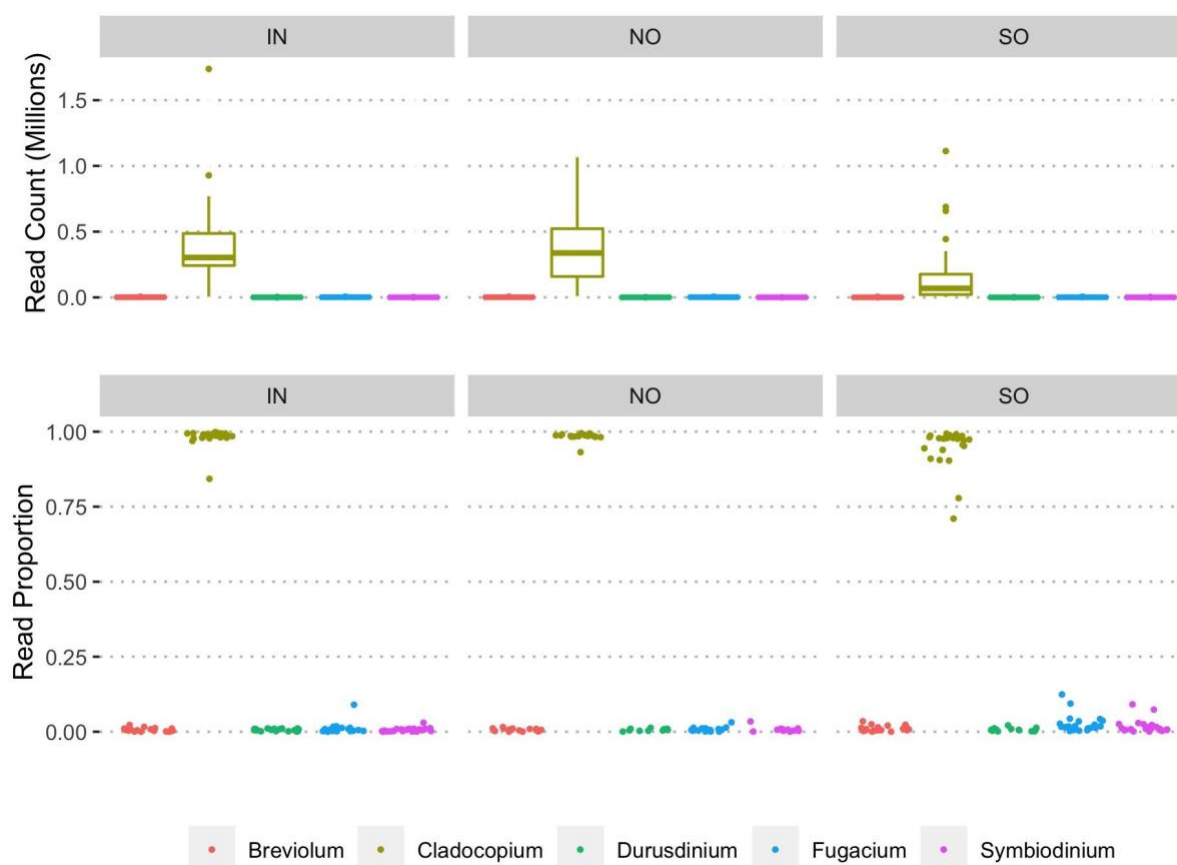 IN NO SO
Read Count (Millions)
1.5
1.0
0.5
0.0
IN NO SO
Read Proportion
1.00
0.75
0.50
0.25
0.00
Breviolum Cladocopium Durusdinium Fugacium Symbiodinium